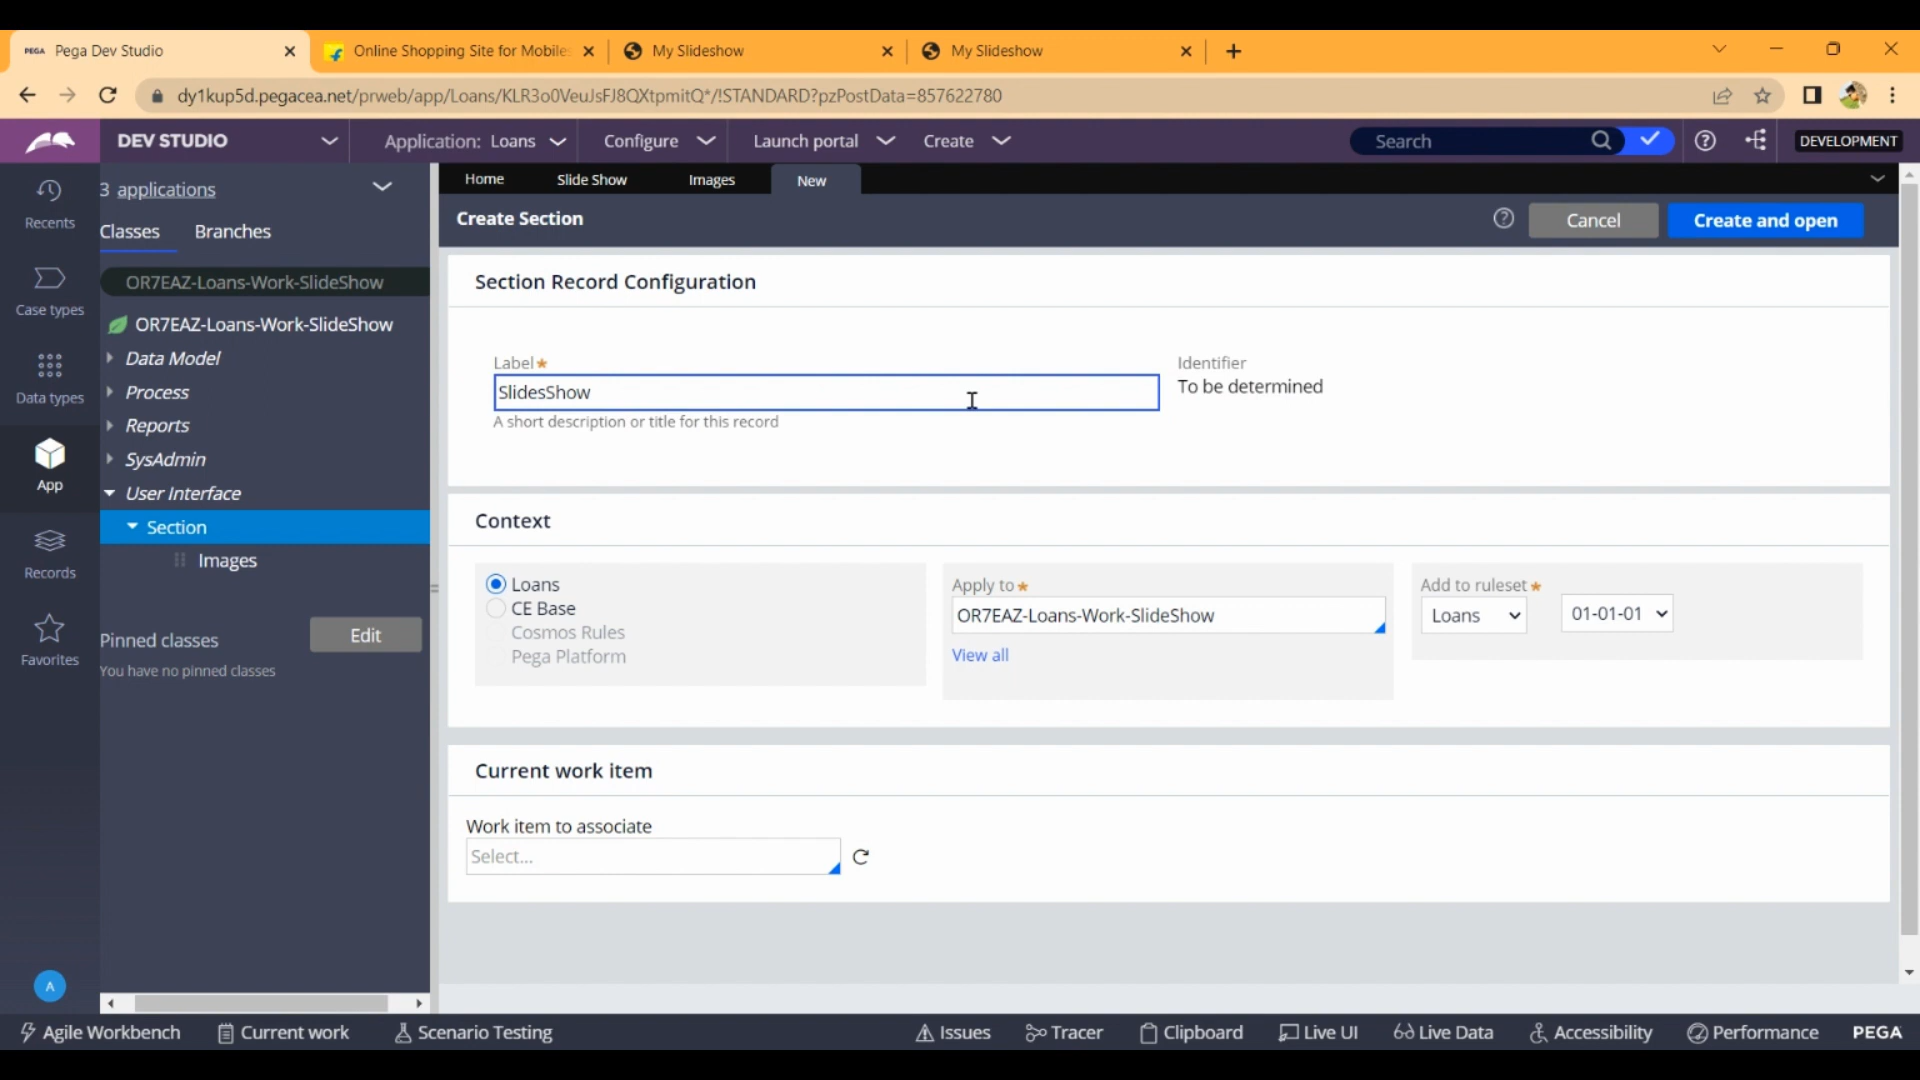 PEGA Pega Dev Studio
Online Shopping Site for Mobile
My Slideshow
My Slideshow
dy1kup5d.pegacea.net/prweb/app/Loans/KLR3o0VeuJsFJ8QXtpmitQ*/!STANDARD?pzPostData=857622780
DEV STUDIO
Application: Loans
Configure
Launch portal
Create
Search
DEVELOPMENT
Recents
Case types
Data types
App
Records
Favorites
A
3 applications
Classes Branches
OR7EAZ-Loans-Work-SlideShow
OR7EAZ-Loans-Work-SlideShow
Data Model
Process
Reports
SysAdmin
User Interface
Section
Images
Pinned classes
Edit
You have no pinned classes
Home Slide Show Images New
Create Section
Cancel
Create and open
Section Record Configuration
Label*
SlidesShow
A short description or title for this record
Identifier
To be determined
Context
Loans
CE Base
Cosmos Rules
Pega Platform
Apply to*
OR7EAZ-Loans-Work-SlideShow
View all
Add to ruleset*
Loans
01-01-01
Current work item
Work item to associate
Select...
Agile Workbench
Current work
Scenario Testing
Issues
Tracer
Clipboard
Live UI
Live Data
Accessibility
Performance
PEGA